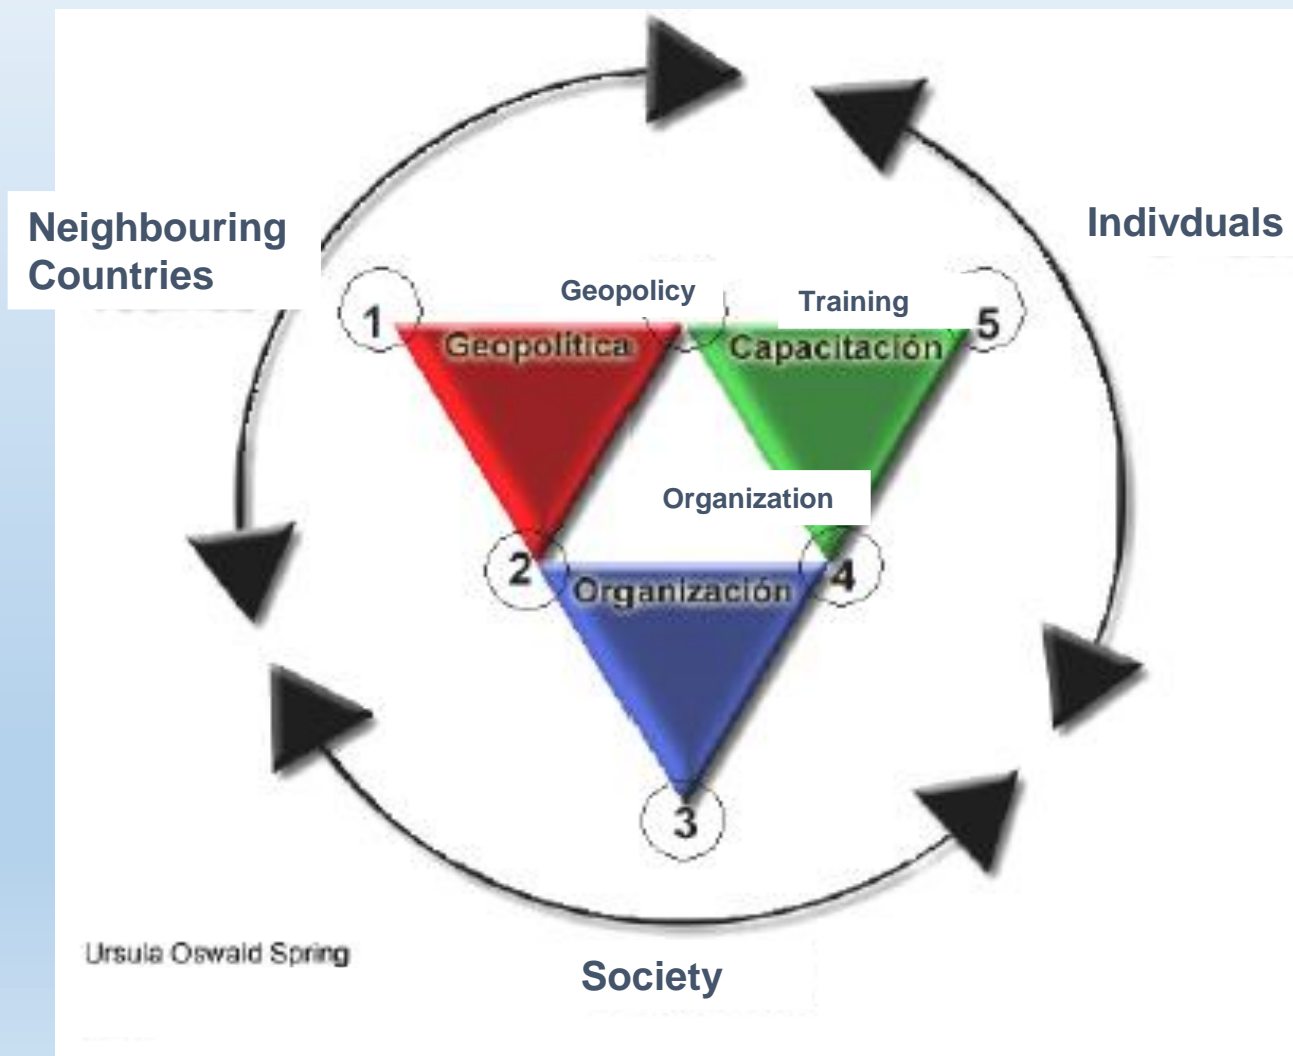 Neighbouring
Countries
Indivduals
Geopolicy
Training
1
5
Geopolítica
Capacitación
Organization
2
4
Organización
3
Ursula Oswald Spring
Society